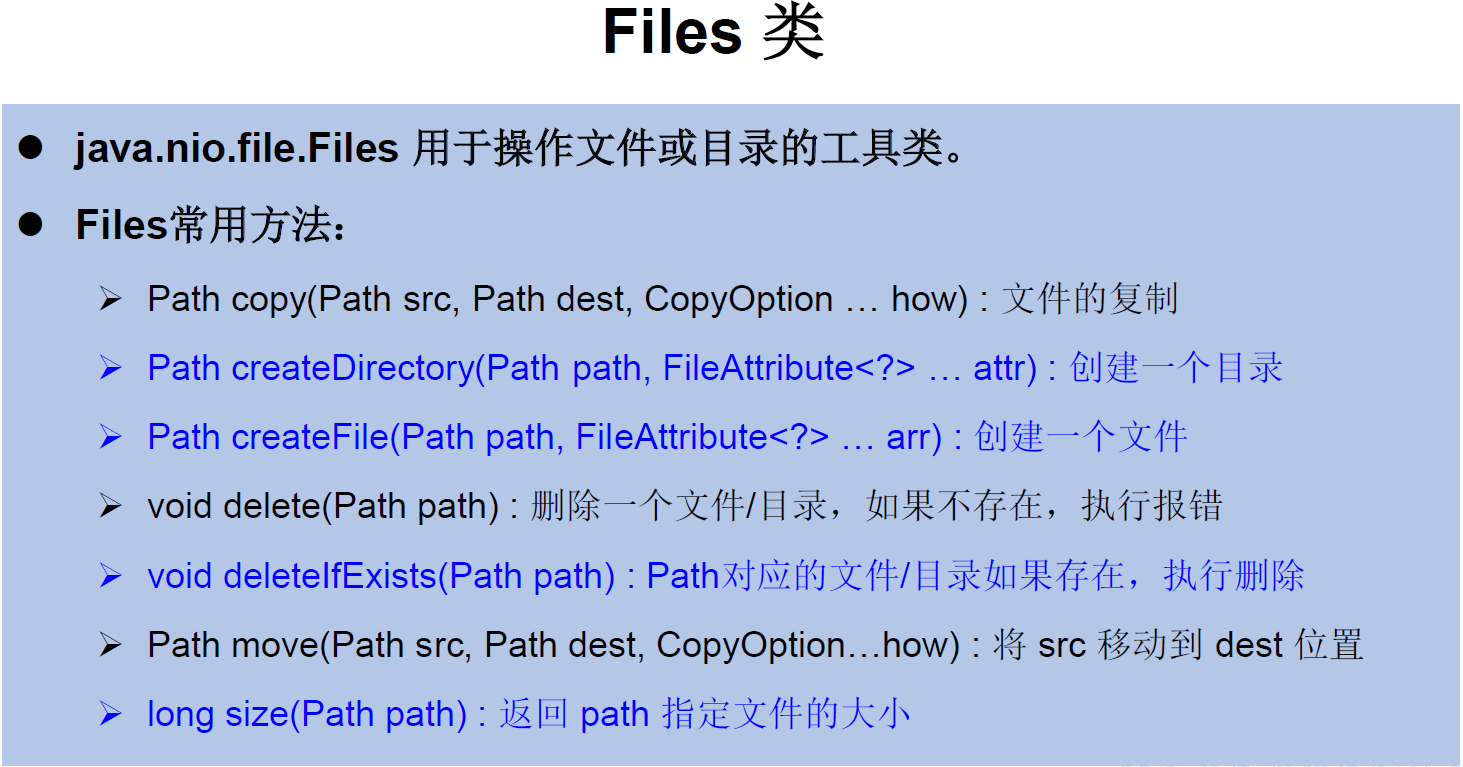 Files 类
● java.nio.file.Files 用于操作文件或目录的工具类。
● Files常用方法：
➢ Path copy(Path src, Path dest, CopyOption … how) : 文件的复制
➢ Path createDirectory(Path path, FileAttribute<?> … attr) : 创建一个目录
➢ Path createFile(Path path, FileAttribute<?> … arr) : 创建一个文件
➢ void delete(Path path) : 删除一个文件/目录，如果不存在，执行报错
➢ void deleteIfExists(Path path) : Path对应的文件/目录如果存在，执行删除
➢ Path move(Path src, Path dest, CopyOption…how) : 将 src 移动到 dest 位置
➢ long size(Path path) : 返回 path 指定文件的大小